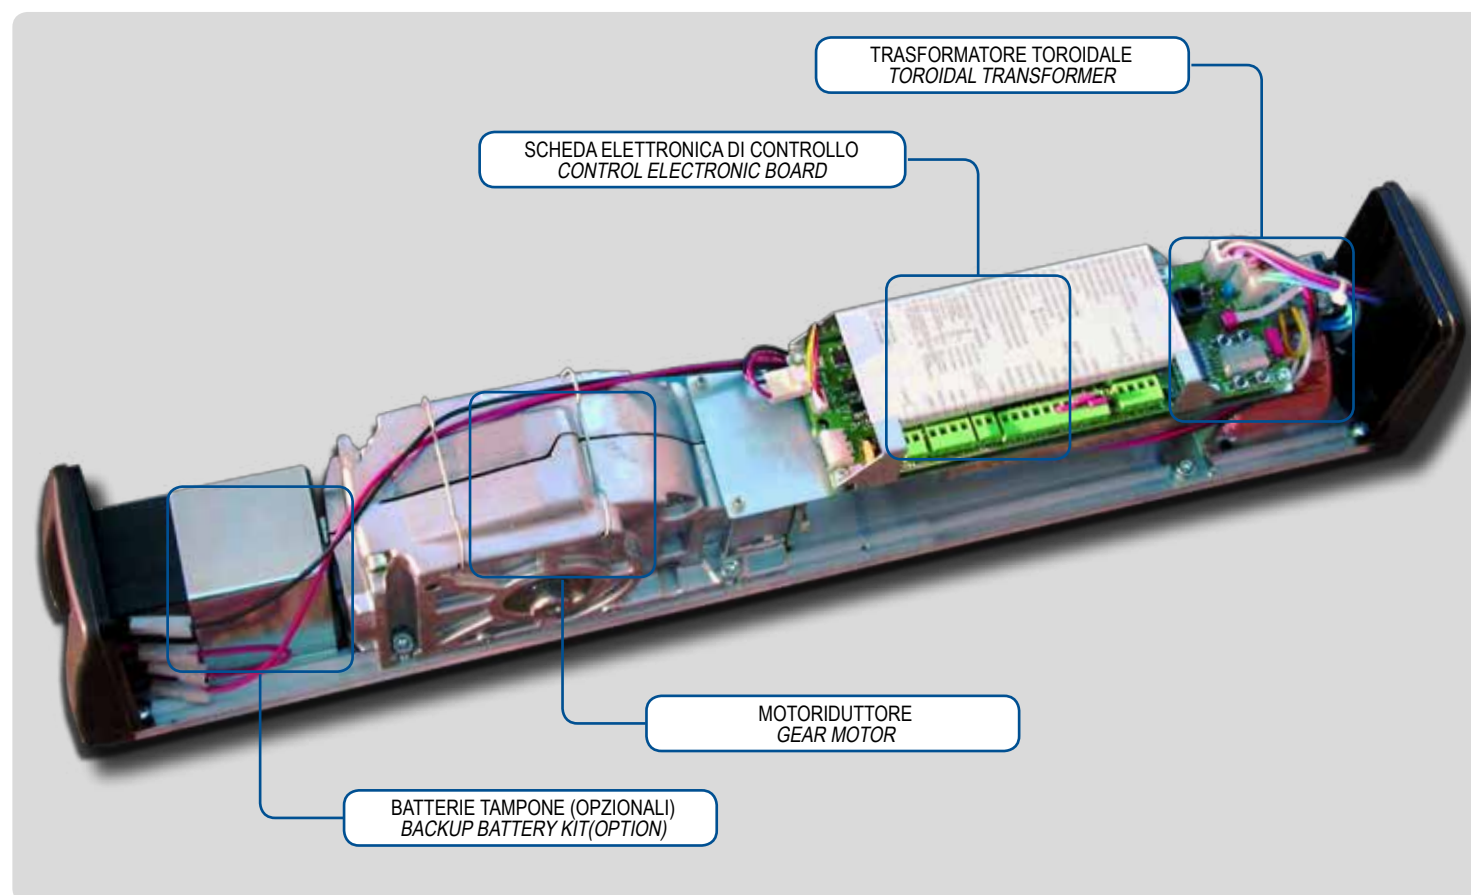 TRASFORMATORE TOROIDALE
TOROIDAL TRANSFORMER
SCHEDA ELETTRONICA DI CONTROLLO
CONTROL ELECTRONIC BOARD
MOTORIDUTTORE
GEAR MOTOR
BATTERIE TAMPONE (OPZIONALI)
BACKUP BATTERY KIT(OPTION)